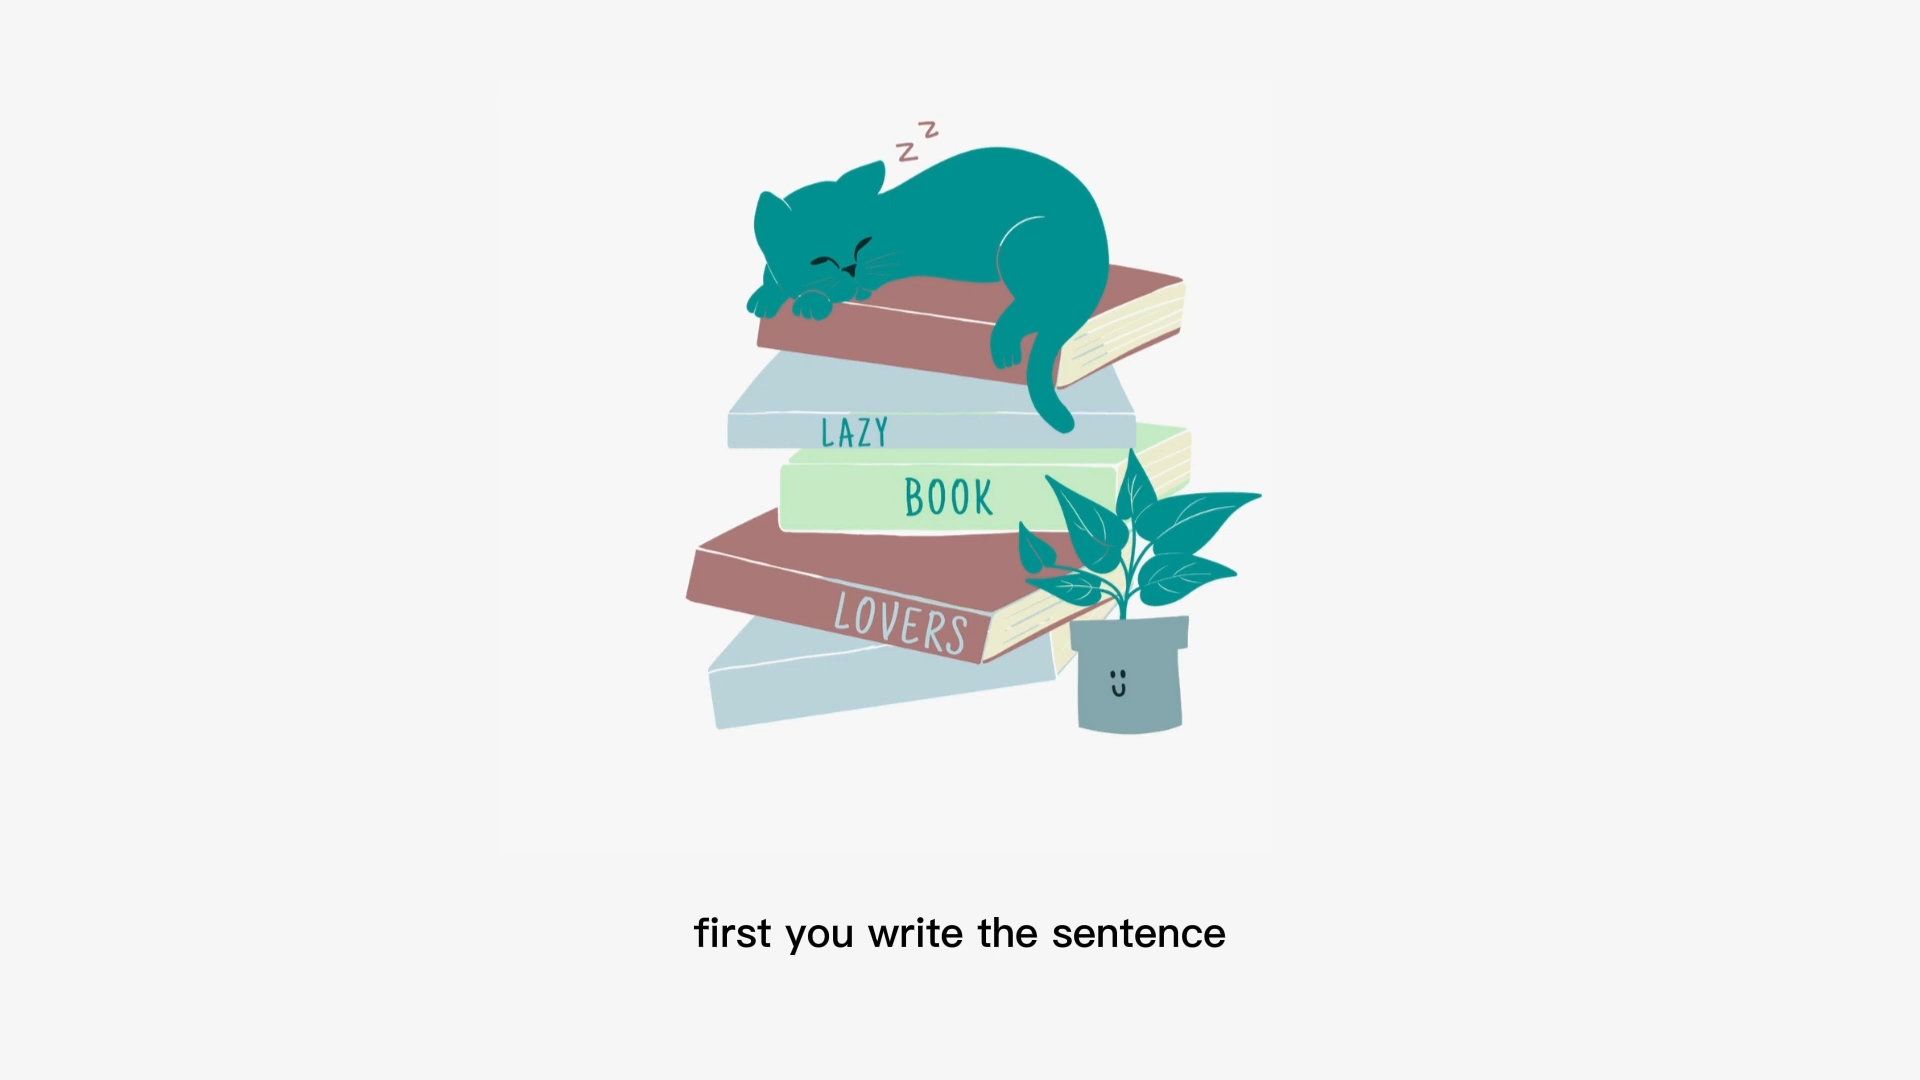 z
z
LAZY
BOOK
LOVERS
first you write the sentence